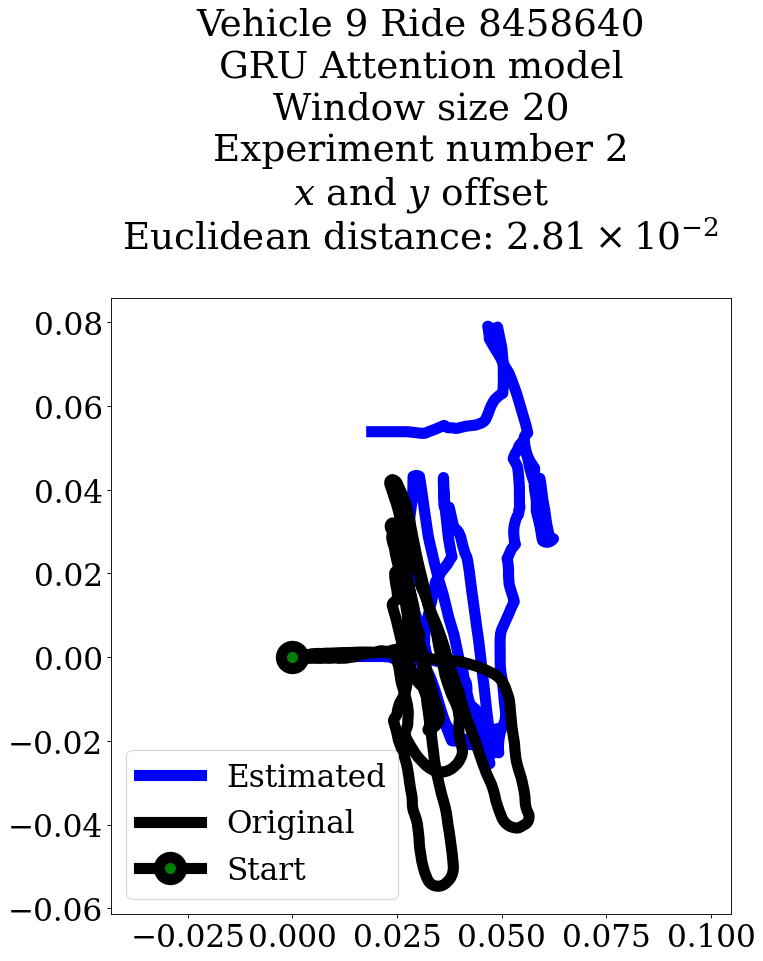 Vehicle 9 Ride 8458640
GRU Attention model
Window size 20
Experiment number 2
x and y offset
Euclidean distance: 2.81 × 10⁻²
0.08
0.06
0.04
0.02
0.00
−0.02
−0.04
−0.06
Estimated
Original
Start
−0.025 0.000 0.025 0.050 0.075 0.100